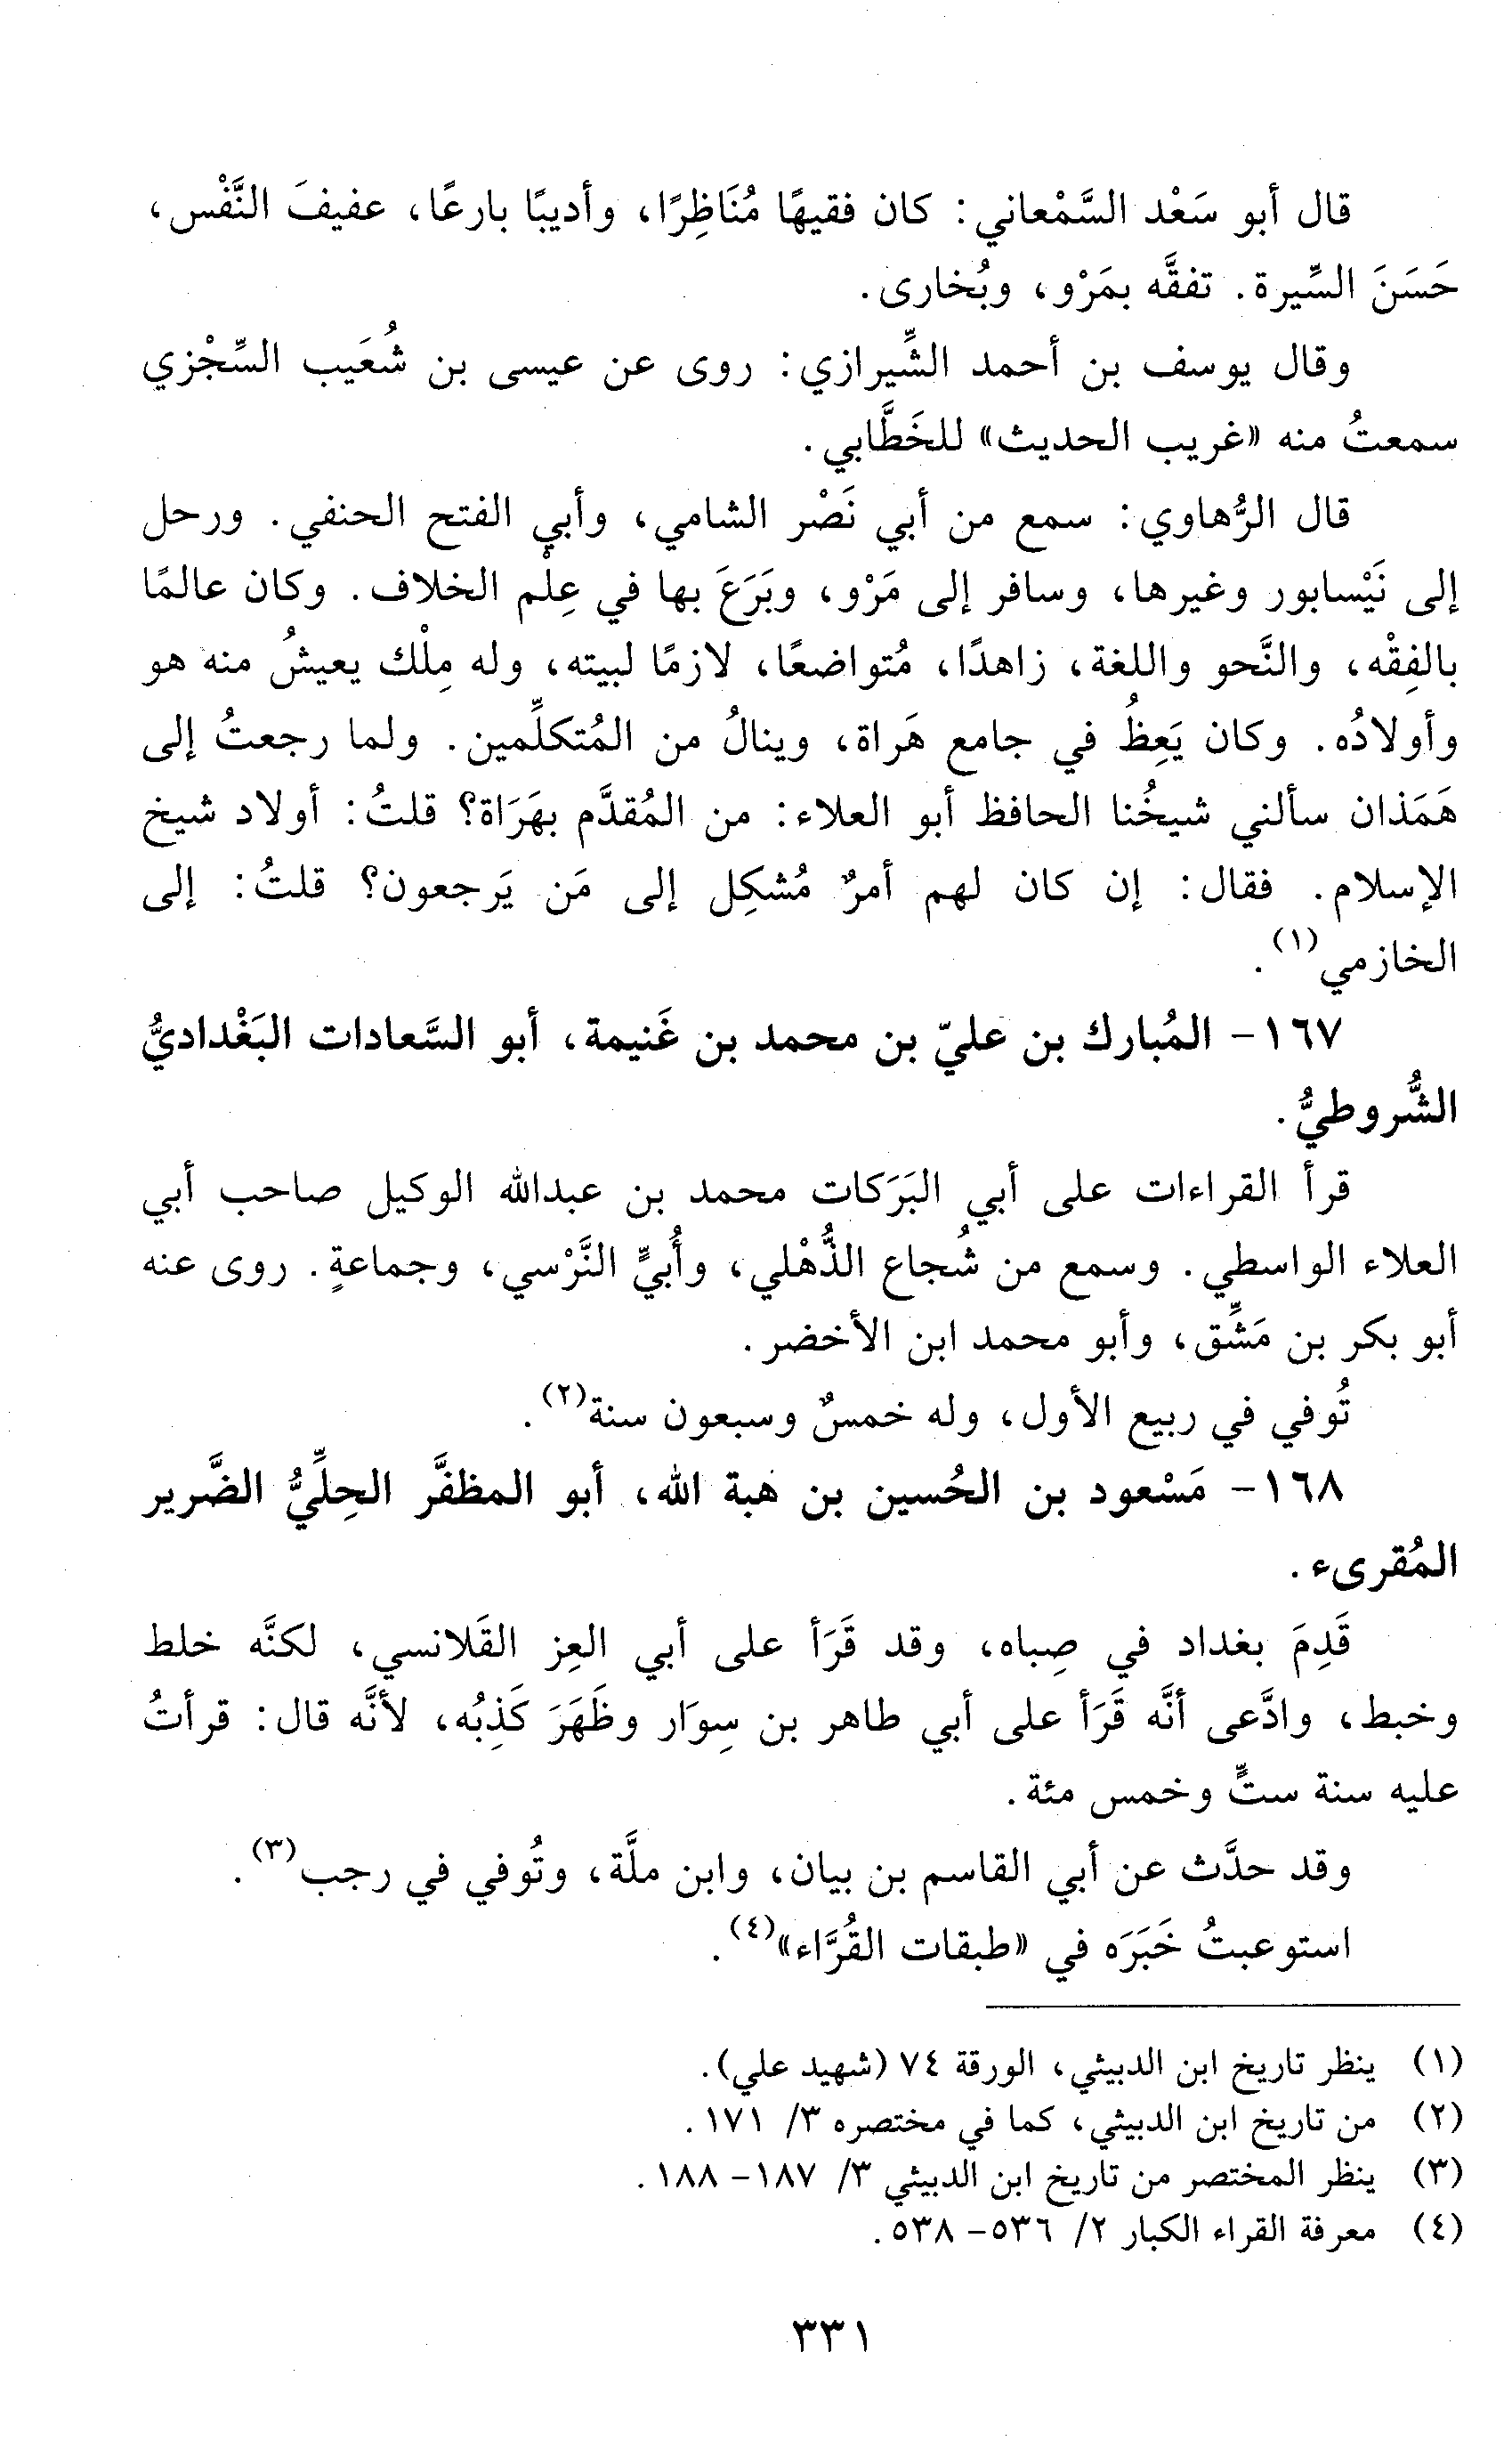 قال أبو سَعْد السَّمْعاني: كان فقيهًا مُنَاظِرًا، وأديبًا بارعًا، عفيفَ النَّفْس،
حَسَنَ السِّيرة. تفقَّه بمَرْو، وبُخارى.
وقال يوسف بن أحمد الشِّيرازي: روى عن عيسى بن شُعَيب السِّجْزي
سمعتُ منه «غريب الحديث» للخَطَّابي.
قال الرُّهاوي: سمع من أبي نَصْر الشامي، وأبي الفتح الحنفي. ورحل
إلى نَيْسابور وغيرها، وسافر إلى مَرْو، وبَرَعَ بها في عِلْم الخلاف. وكان عالمًا
بالفِقْه، والنَّحو واللغة، زاهدًا، مُتواضعًا، لازمًا لبيته، وله مِلْك يعيشُ منه هو
وأولادُه. وكان يَعِظُ في جامع هَراة، وينالُ من المُتكلِّمين. ولما رجعتُ إلى
هَمَذان سألني شيخُنا الحافظ أبو العلاء: من المُقدَّم بهَرَاة؟ قلتُ: أولاد شيخ
الإسلام. فقال: إن كان لهم أمرٌ مُشكِل إلى مَن يَرجعون؟ قلتُ: إلى
الخازمي(١).
١٦٧- المُبارك بن عليّ بن محمد بن غَنيمة، أبو السَّعادات البَغْداديُّ
الشُّروطيُّ.
قرأ القراءات على أبي البَرَكات محمد بن عبدالله الوكيل صاحب أبي
العلاء الواسطي. وسمع من شُجاع الذُّهْلي، وأُبيٍّ النَّرْسي، وجماعةٍ. روى عنه
أبو بكر بن مَشِّق، وأبو محمد ابن الأخضر.
تُوفي في ربيع الأول، وله خمسٌ وسبعون سنة(٢).
١٦٨- مَسْعود بن الحُسين بن هبة الله، أبو المظفَّر الحِلِّيُّ الضَّرير
المُقرىء.
قَدِمَ بغداد في صِباه، وقد قَرَأ على أبي العِز القَلانسي، لكنَّه خلط
وخبط، وادَّعى أنَّه قَرَأ على أبي طاهر بن سِوَار وظَهَرَ كَذِبُه، لأنَّه قال: قرأتُ
عليه سنة ستٍّ وخمس مئة.
وقد حدَّث عن أبي القاسم بن بيان، وابن ملَّة، وتُوفي في رجب(٣).
استوعبتُ خَبَرَه في «طبقات القُرَّاء»(٤).
(١) ينظر تاريخ ابن الدبيثي، الورقة ٧٤ (شهيد علي).
(٢) من تاريخ ابن الدبيثي، كما في مختصره ٣/ ١٧١.
(٣) ينظر المختصر من تاريخ ابن الدبيثي ٣/ ١٨٧- ١٨٨.
(٤) معرفة القراء الكبار ٢/ ٥٣٦- ٥٣٨.
٣٣١